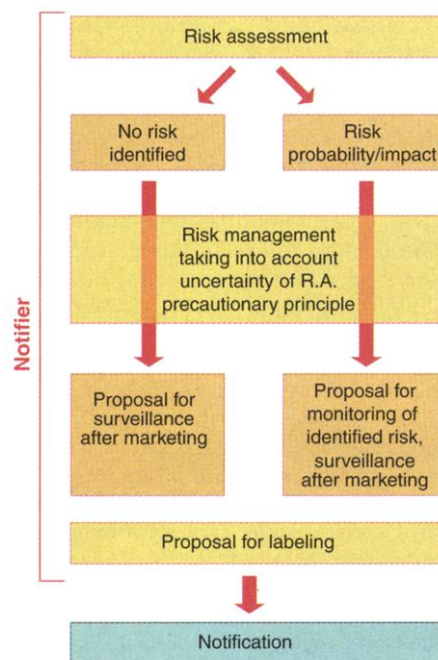 Risk assessment
No risk
identified
Risk
probability/impact
Risk management
taking into account
uncertainty of R.A.
precautionary principle
Notifier
Proposal for
surveillance
after marketing
Proposal for
monitoring of
identified risk,
surveillance
after marketing
Proposal for labeling
Notification